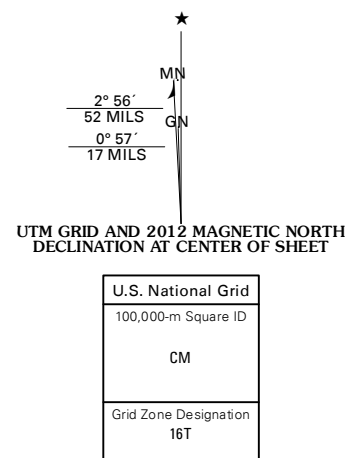 ★
MN
2° 56´
52 MILS
GN
0° 57´
17 MILS
UTM GRID AND 2012 MAGNETIC NORTH
DECLINATION AT CENTER OF SHEET
U.S. National Grid
100,000-m Square ID
CM
Grid Zone Designation
16T